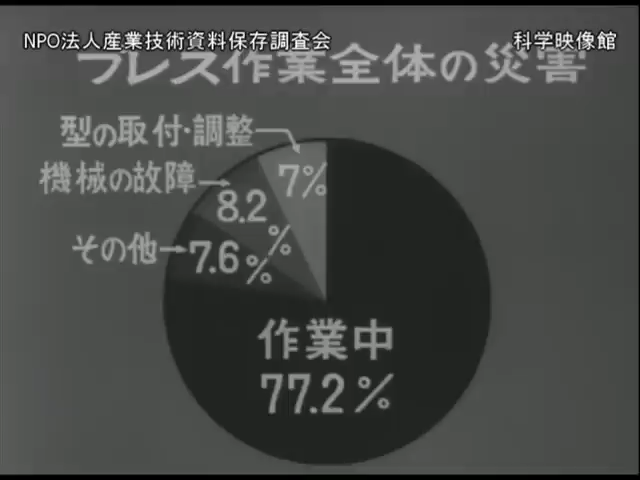 NPO法人産業技術資料保存調査会
科学映像館
プレス作業全体の災害
型の取付・調整
7%
機械の故障
8.2%
その他
7.6%
作業中
77.2%